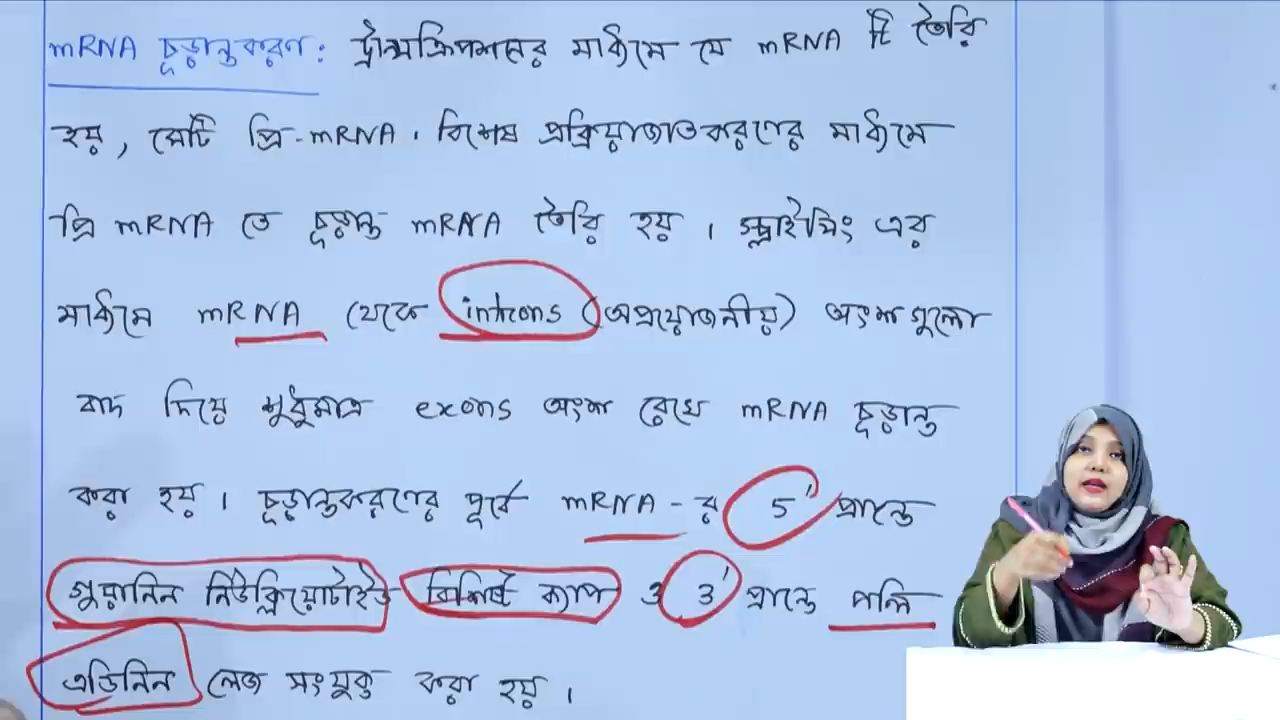 mRNA চূড়ান্তকরণ: ট্রান্সক্রিপশনের মাধ্যমে যে mRNA টি তৈরি
হয়, সেটি প্রি-mRNA। বিশেষ প্রক্রিয়াজাতকরণের মাধ্যমে
প্রি mRNA তে চূড়ান্ত mRNA তৈরি হয়। স্প্লাইসিং এর
মাধ্যমে mRNA থেকে introns (অপ্রয়োজনীয়) অংশগুলো
বাদ দিয়ে শুধুমাত্র exons অংশ রেখে mRNA চূড়ান্ত
করা হয়। চূড়ান্তকরণের পূর্বে mRNA-র 5' প্রান্তে
গুয়ানিন নিউক্লিয়োটাইড বিশিষ্ট ক্যাপ ও 3' প্রান্তে পলি
এডিনিন লেজ সংযুক্ত করা হয়।